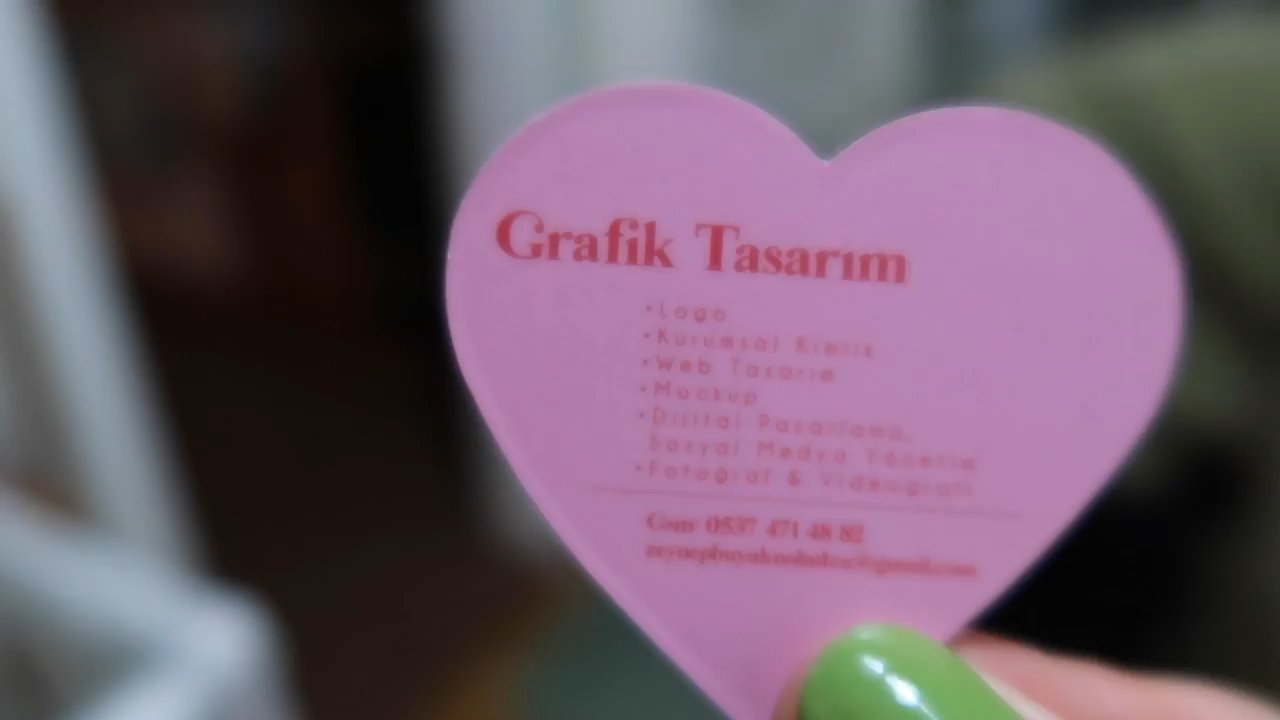 Grafik Tasarım
•Logo
•Kurumsal Kimlik
•Web Tasarım
•Mockup
•Dijital Pazarlama,
Sosyal Medya Yönetim
•Fotoğraf & Videografi
Gsm: 0537 471 48 82